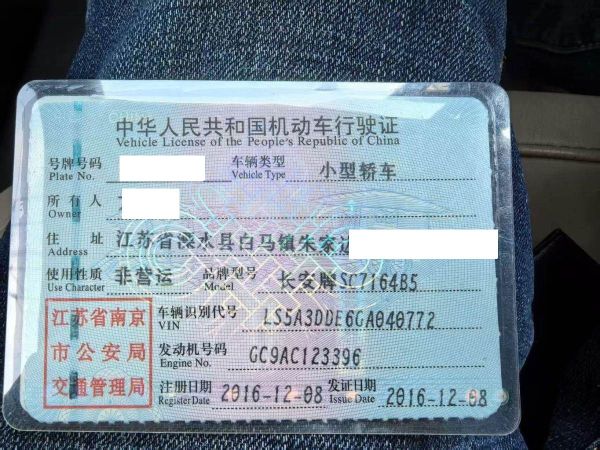 中华人民共和国机动车行驶证
Vehicle License of the People's Republic of China
号牌号码 车辆类型 小型轿车
Plate No. Vehicle Type
所有人
Owner
住址 江苏省溧水县白马镇朱家边
Address
使用性质 非营运 品牌型号 长安牌SC7164B5
Use Character Model
江苏省南京
市公安局
交通管理局
车辆识别代号 LS5A3DDE6GA040772
VIN
发动机号码 GC9AC123396
Engine No.
注册日期 2016-12-08 发证日期 2016-12-08
Register Date Issue Date